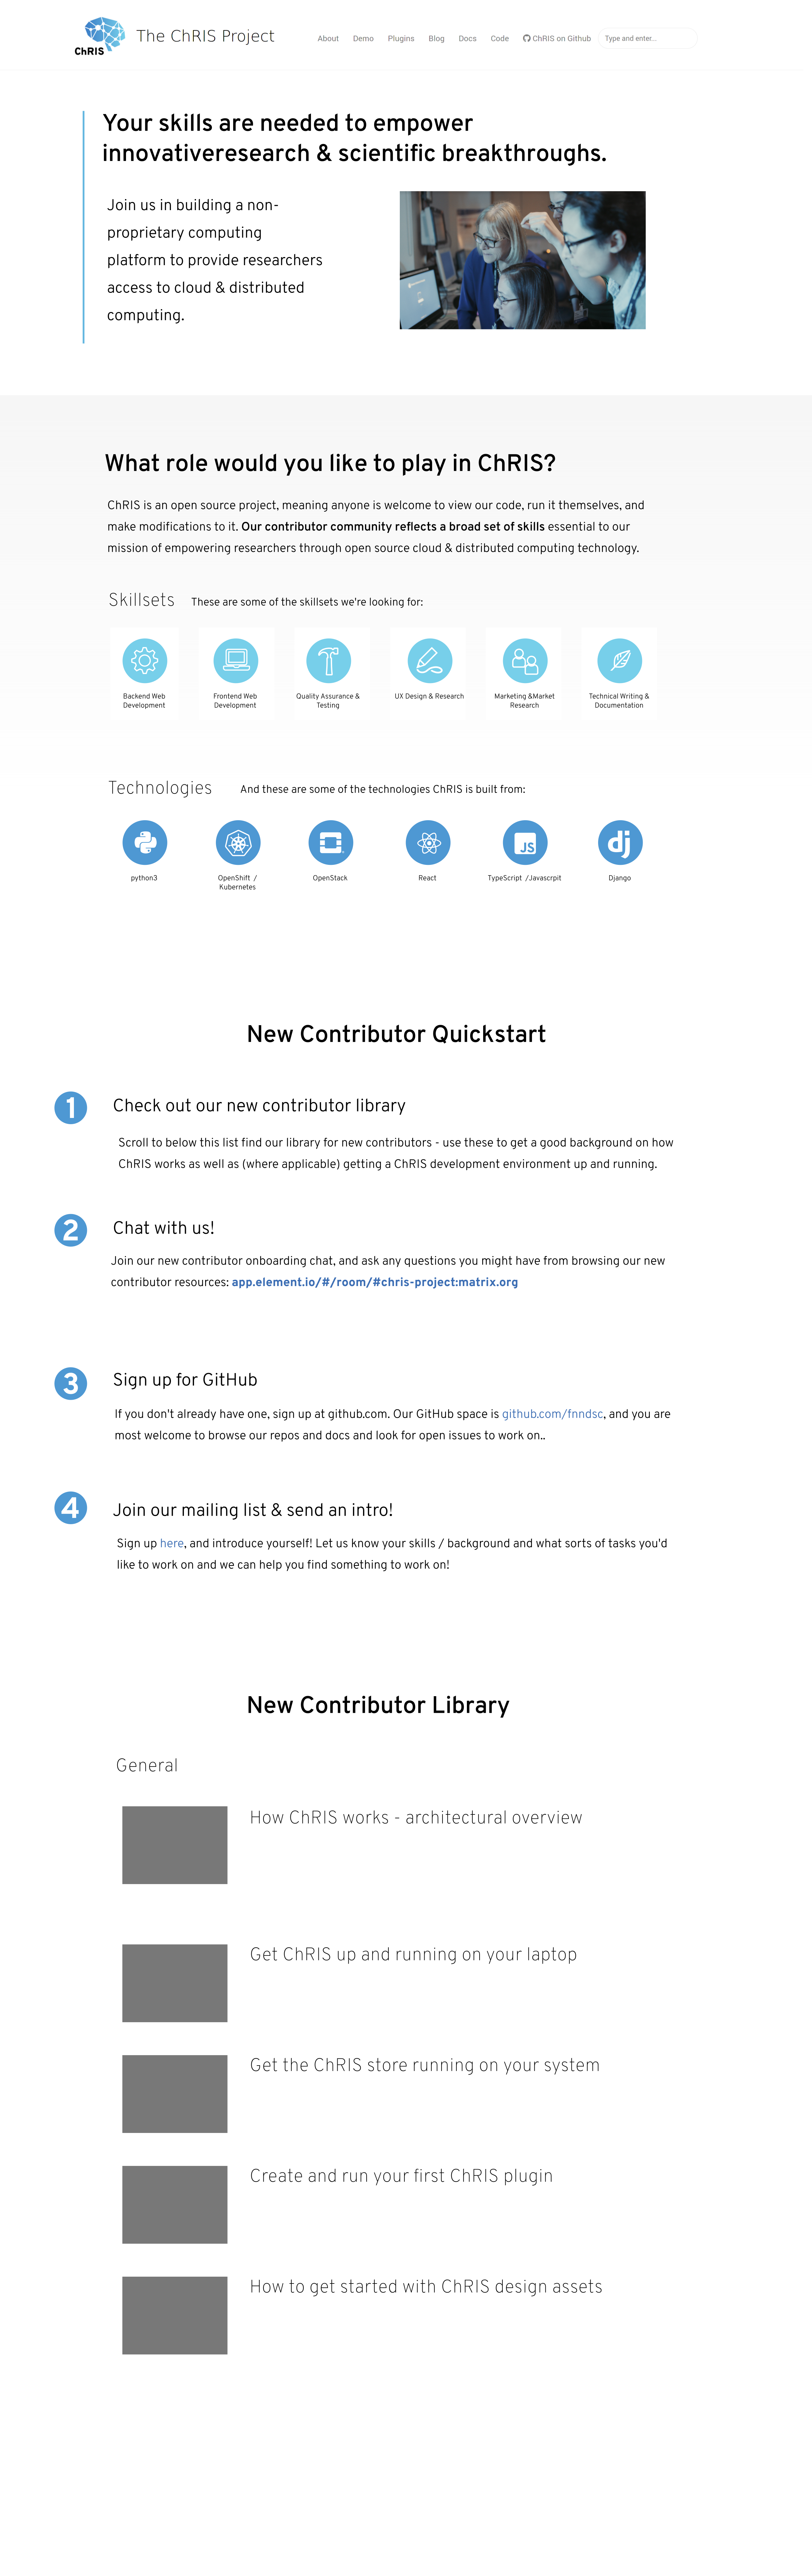 ChRIS
The ChRIS Project
About Demo Plugins Blog Docs Code ChRIS on Github Type and enter...
Your skills are needed to empower
innovativeresearch & scientific breakthroughs.
Join us in building a non-
proprietary computing
platform to provide researchers
access to cloud & distributed
computing.
What role would you like to play in ChRIS?
ChRIS is an open source project, meaning anyone is welcome to view our code, run it themselves, and
make modifications to it. Our contributor community reflects a broad set of skills essential to our
mission of empowering researchers through open source cloud & distributed computing technology.
Skillsets These are some of the skillsets we're looking for:
Backend Web
Development
Frontend Web
Development
Quality Assurance &
Testing
UX Design & Research
Marketing &Market
Research
Technical Writing &
Documentation
Technologies And these are some of the technologies ChRIS is built from:
JS
dj
python3
OpenShift /
Kubernetes
OpenStack
React
TypeScript /Javascrpit
Django
New Contributor Quickstart
1 Check out our new contributor library
Scroll to below this list find our library for new contributors - use these to get a good background on how
ChRIS works as well as (where applicable) getting a ChRIS development environment up and running.
2 Chat with us!
Join our new contributor onboarding chat, and ask any questions you might have from browsing our new
contributor resources: app.element.io/#/room/#chris-project:matrix.org
3 Sign up for GitHub
If you don't already have one, sign up at github.com. Our GitHub space is github.com/fnndsc, and you are
most welcome to browse our repos and docs and look for open issues to work on..
4 Join our mailing list & send an intro!
Sign up here, and introduce yourself! Let us know your skills / background and what sorts of tasks you'd
like to work on and we can help you find something to work on!
New Contributor Library
General
How ChRIS works - architectural overview
Get ChRIS up and running on your laptop
Get the ChRIS store running on your system
Create and run your first ChRIS plugin
How to get started with ChRIS design assets